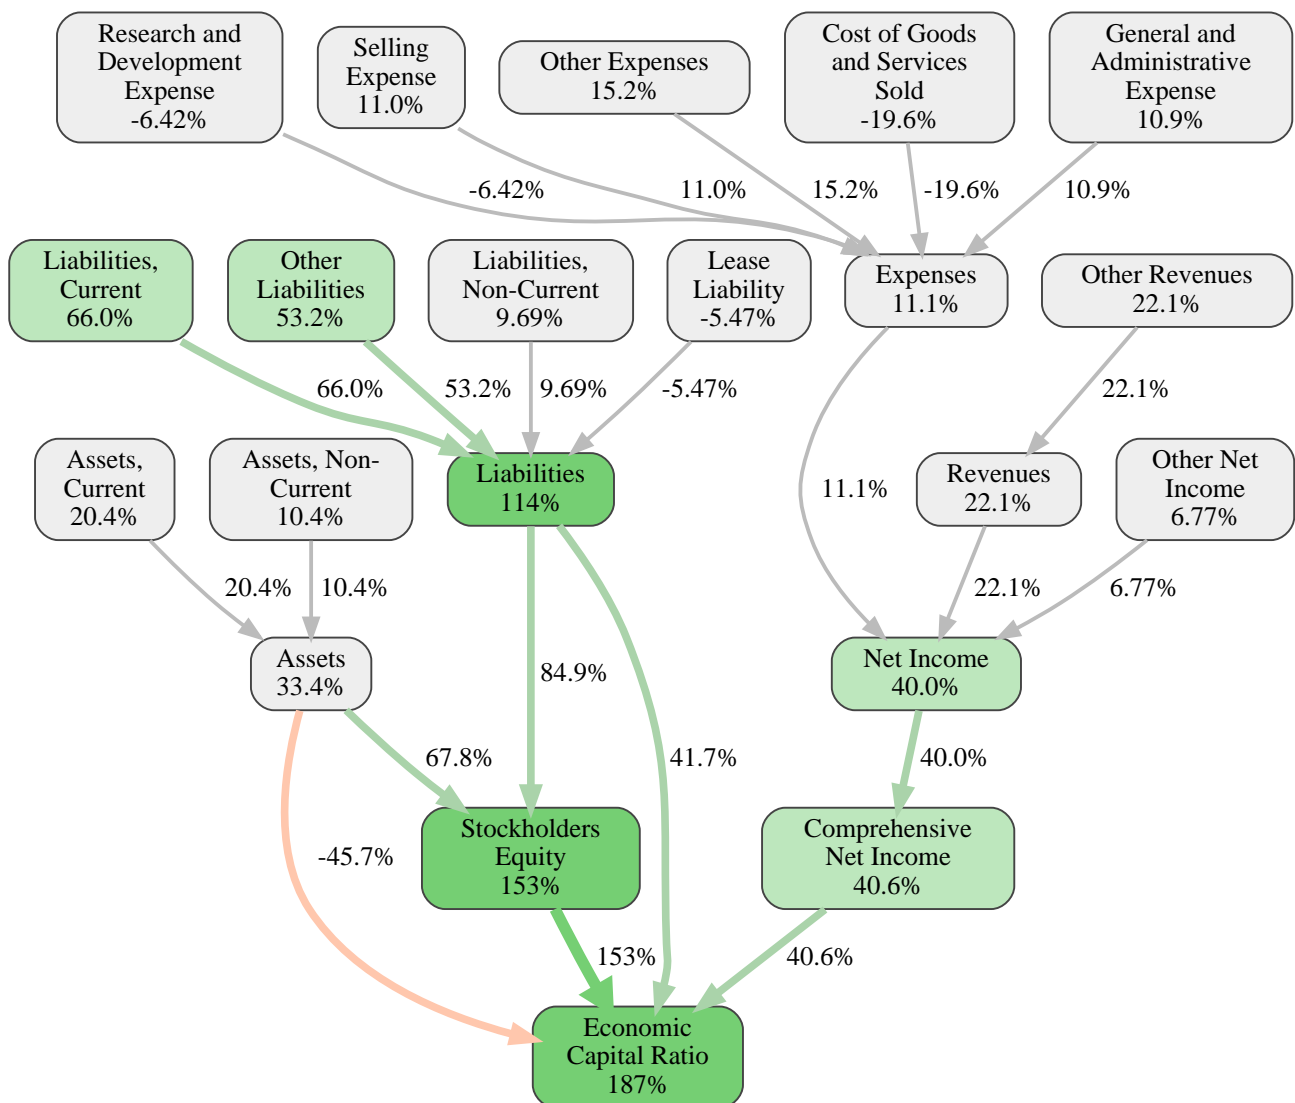 Research and
Development
Expense
-6.42%
Selling
Expense
11.0%
Other Expenses
15.2%
Cost of Goods
and Services
Sold
-19.6%
General and
Administrative
Expense
10.9%
-6.42%
11.0%
15.2%
-19.6%
10.9%
Liabilities,
Current
66.0%
Other
Liabilities
53.2%
Liabilities,
Non-Current
9.69%
Lease
Liability
-5.47%
Expenses
11.1%
Other Revenues
22.1%
66.0%
53.2%
9.69%
-5.47%
22.1%
Assets,
Current
20.4%
Assets, Non-
Current
10.4%
Liabilities
114%
11.1%
Revenues
22.1%
Other Net
Income
6.77%
20.4%
10.4%
22.1%
6.77%
Assets
33.4%
84.9%
Net Income
40.0%
67.8%
41.7%
40.0%
-45.7%
Stockholders
Equity
153%
Comprehensive
Net Income
40.6%
153%
40.6%
Economic
Capital Ratio
187%